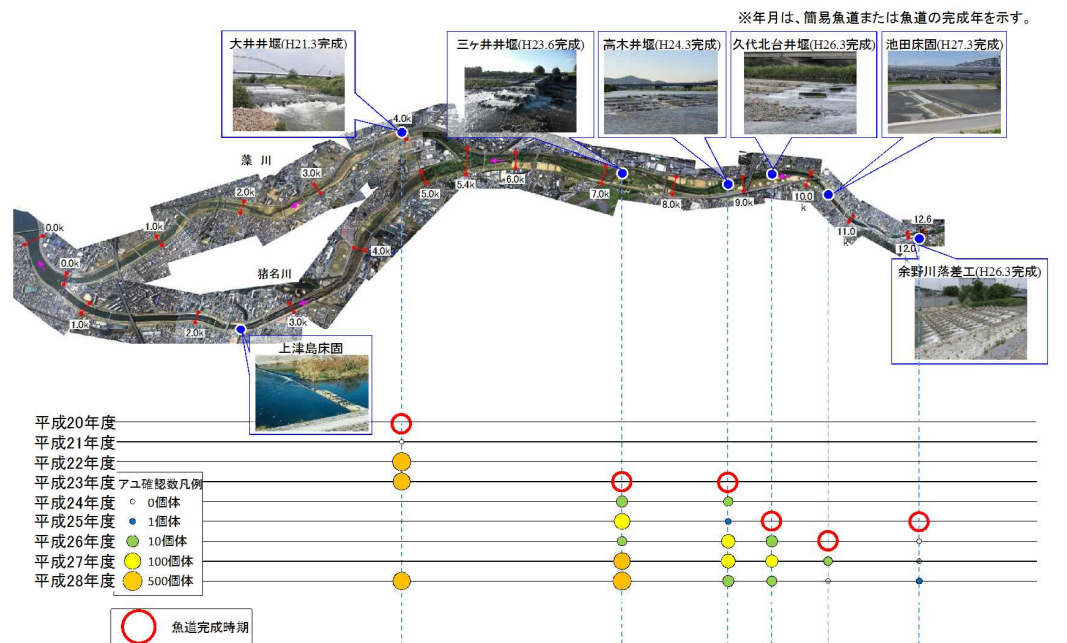 ※年月は、簡易魚道または魚道の完成年を示す。
大井井堰(H21.3完成)
三ヶ井井堰(H23.6完成)
高木井堰(H24.3完成)
久代北台井堰(H26.3完成)
池田床固(H27.3完成)
藻 川
4.0k
3.0k
2.0k
1.0k
0.0k
0.0k
猪名川
1.0k
2.0k
3.0k
4.0k
5.0k
5.4k
6.0k
7.0k
8.0k
9.0k
10.0
k
11.0
k
12.0
k
12.6
余野川落差工(H26.3完成)
上津島床固
平成20年度
平成21年度
平成22年度
平成23年度
平成24年度
平成25年度
平成26年度
平成27年度
平成28年度
アユ確認数凡例
0個体
1個体
10個体
100個体
500個体
魚道完成時期